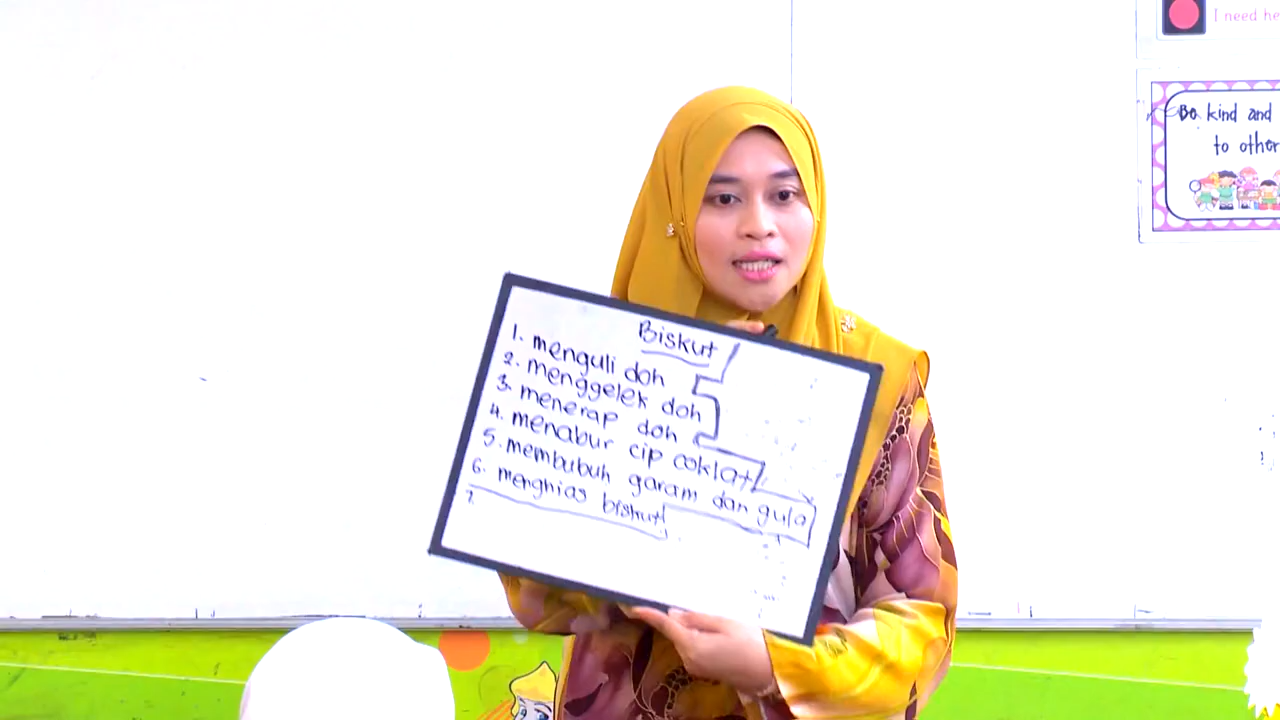 Biskut
1. menguli doh
2. menggelek doh
3. menerap doh
4. menabur cip coklat
5. membubuh garam dan gula
6. menghias biskut
7.
I need he
Be kind and
to other